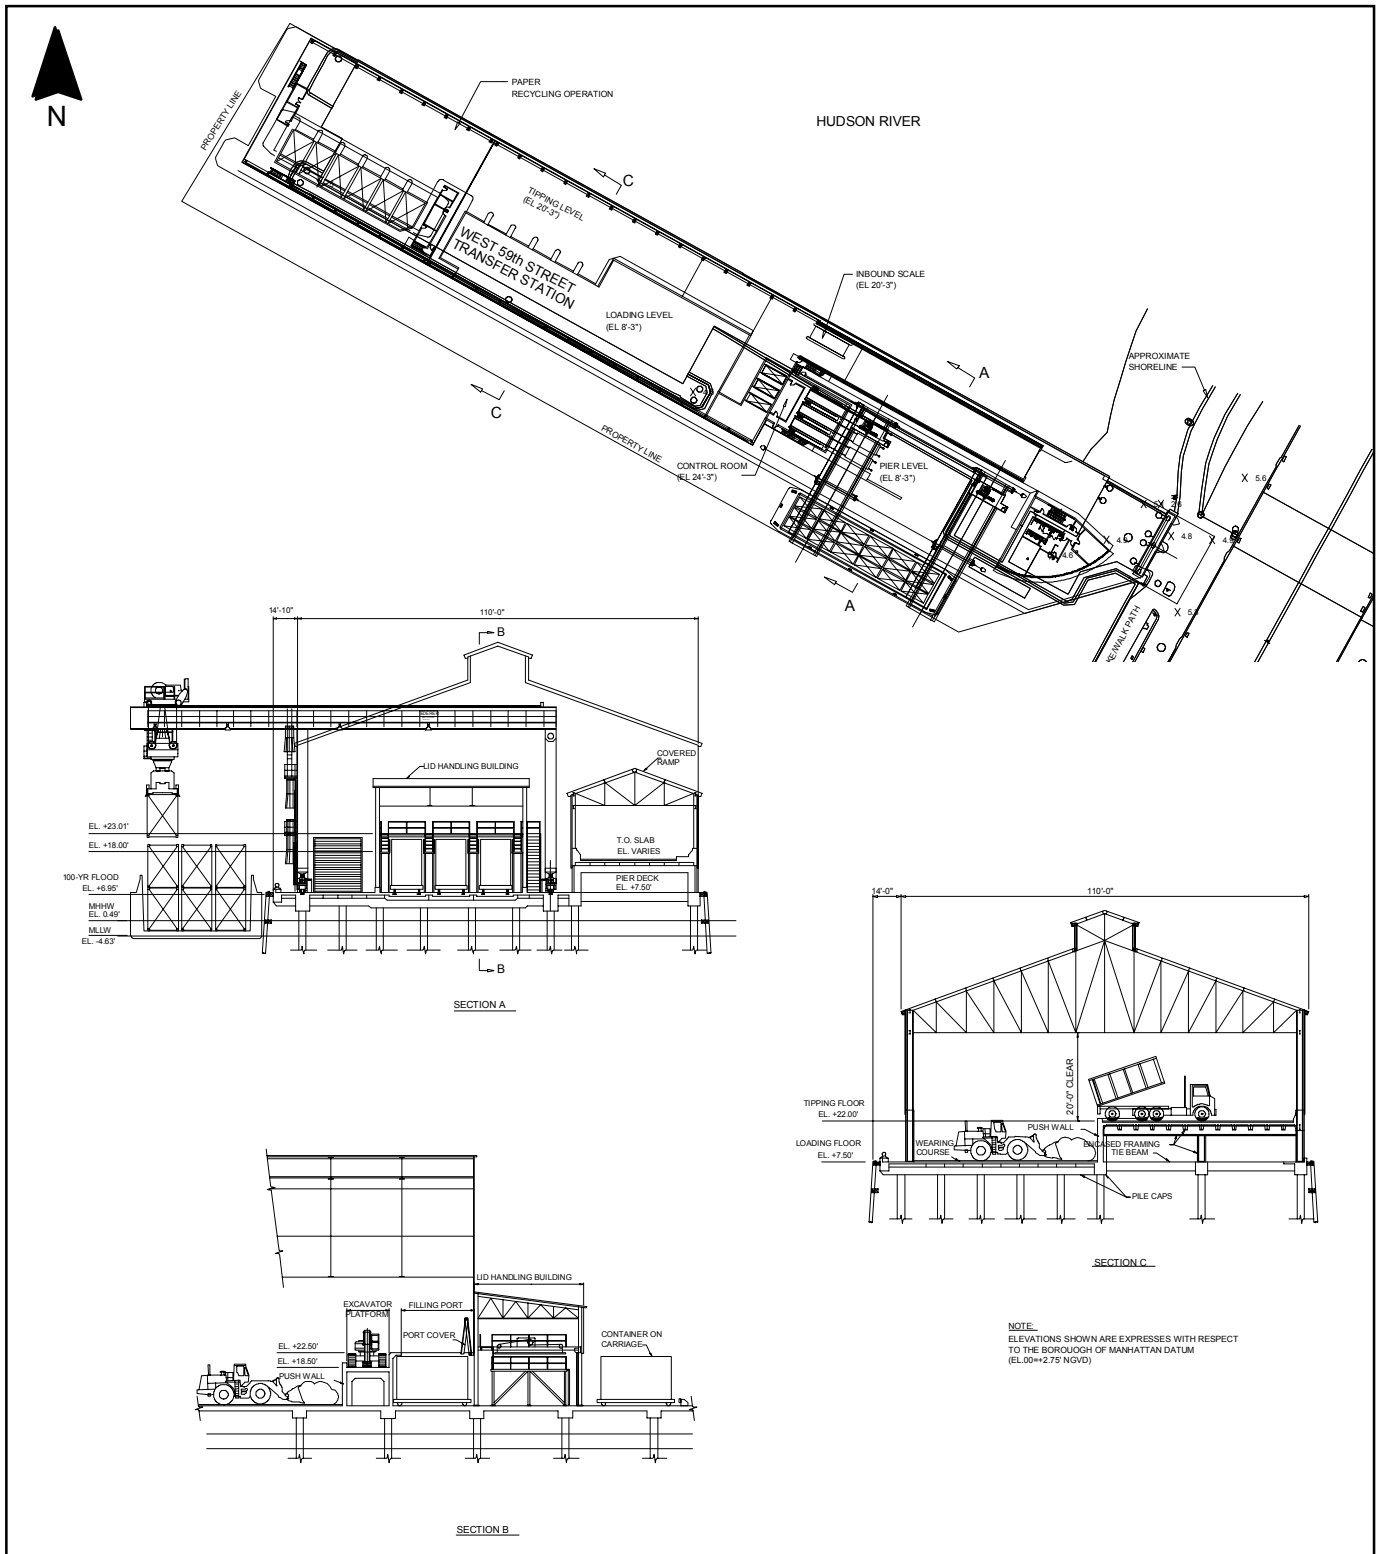 N
PAPER
RECYCLING OPERATION
HUDSON RIVER
PROPERTY LINE
C
TIPPING LEVEL
(EL 20'-3")
WEST 59th STREET
TRANSFER STATION
INBOUND SCALE
(EL 20'-3")
LOADING LEVEL
(EL 8'-3")
A
APPROXIMATE
SHORELINE
C
PROPERTY LINE
CONTROL ROOM
(EL 24'-3")
PIER LEVEL
(EL 8'-3")
X 5.6
X 4.8
4.6
A
KE/WALK PATH
14'-10"
110'-0"
B
COVERED
RAMP
LID HANDLING BUILDING
EL. +23.01'
EL. +18.00'
T.O. SLAB
EL. VARIES
100-YR FLOOD
EL. +6.95'
PIER DECK
EL. +7.50'
MHHW
EL. 0.49'
MLLW
EL. -4.63'
B
SECTION A
14'-0"
110'-0"
20'-0" CLEAR
TIPPING FLOOR
EL. +22.00'
PUSH WALL
LOADING FLOOR
EL. +7.50'
WEARING
COURSE
ENCASED FRAMING
TIE BEAM
PILE CAPS
SECTION C
LID HANDLING BUILDING
EXCAVATOR
PLATFORM
FILLING PORT
PORT COVER
CONTAINER ON
CARRIAGE
EL. +22.50'
EL. +18.50'
PUSH WALL
SECTION B
NOTE:
ELEVATIONS SHOWN ARE EXPRESSES WITH RESPECT
TO THE BOROUOGH OF MANHATTAN DATUM
(EL.00=+2.75' NGVD)